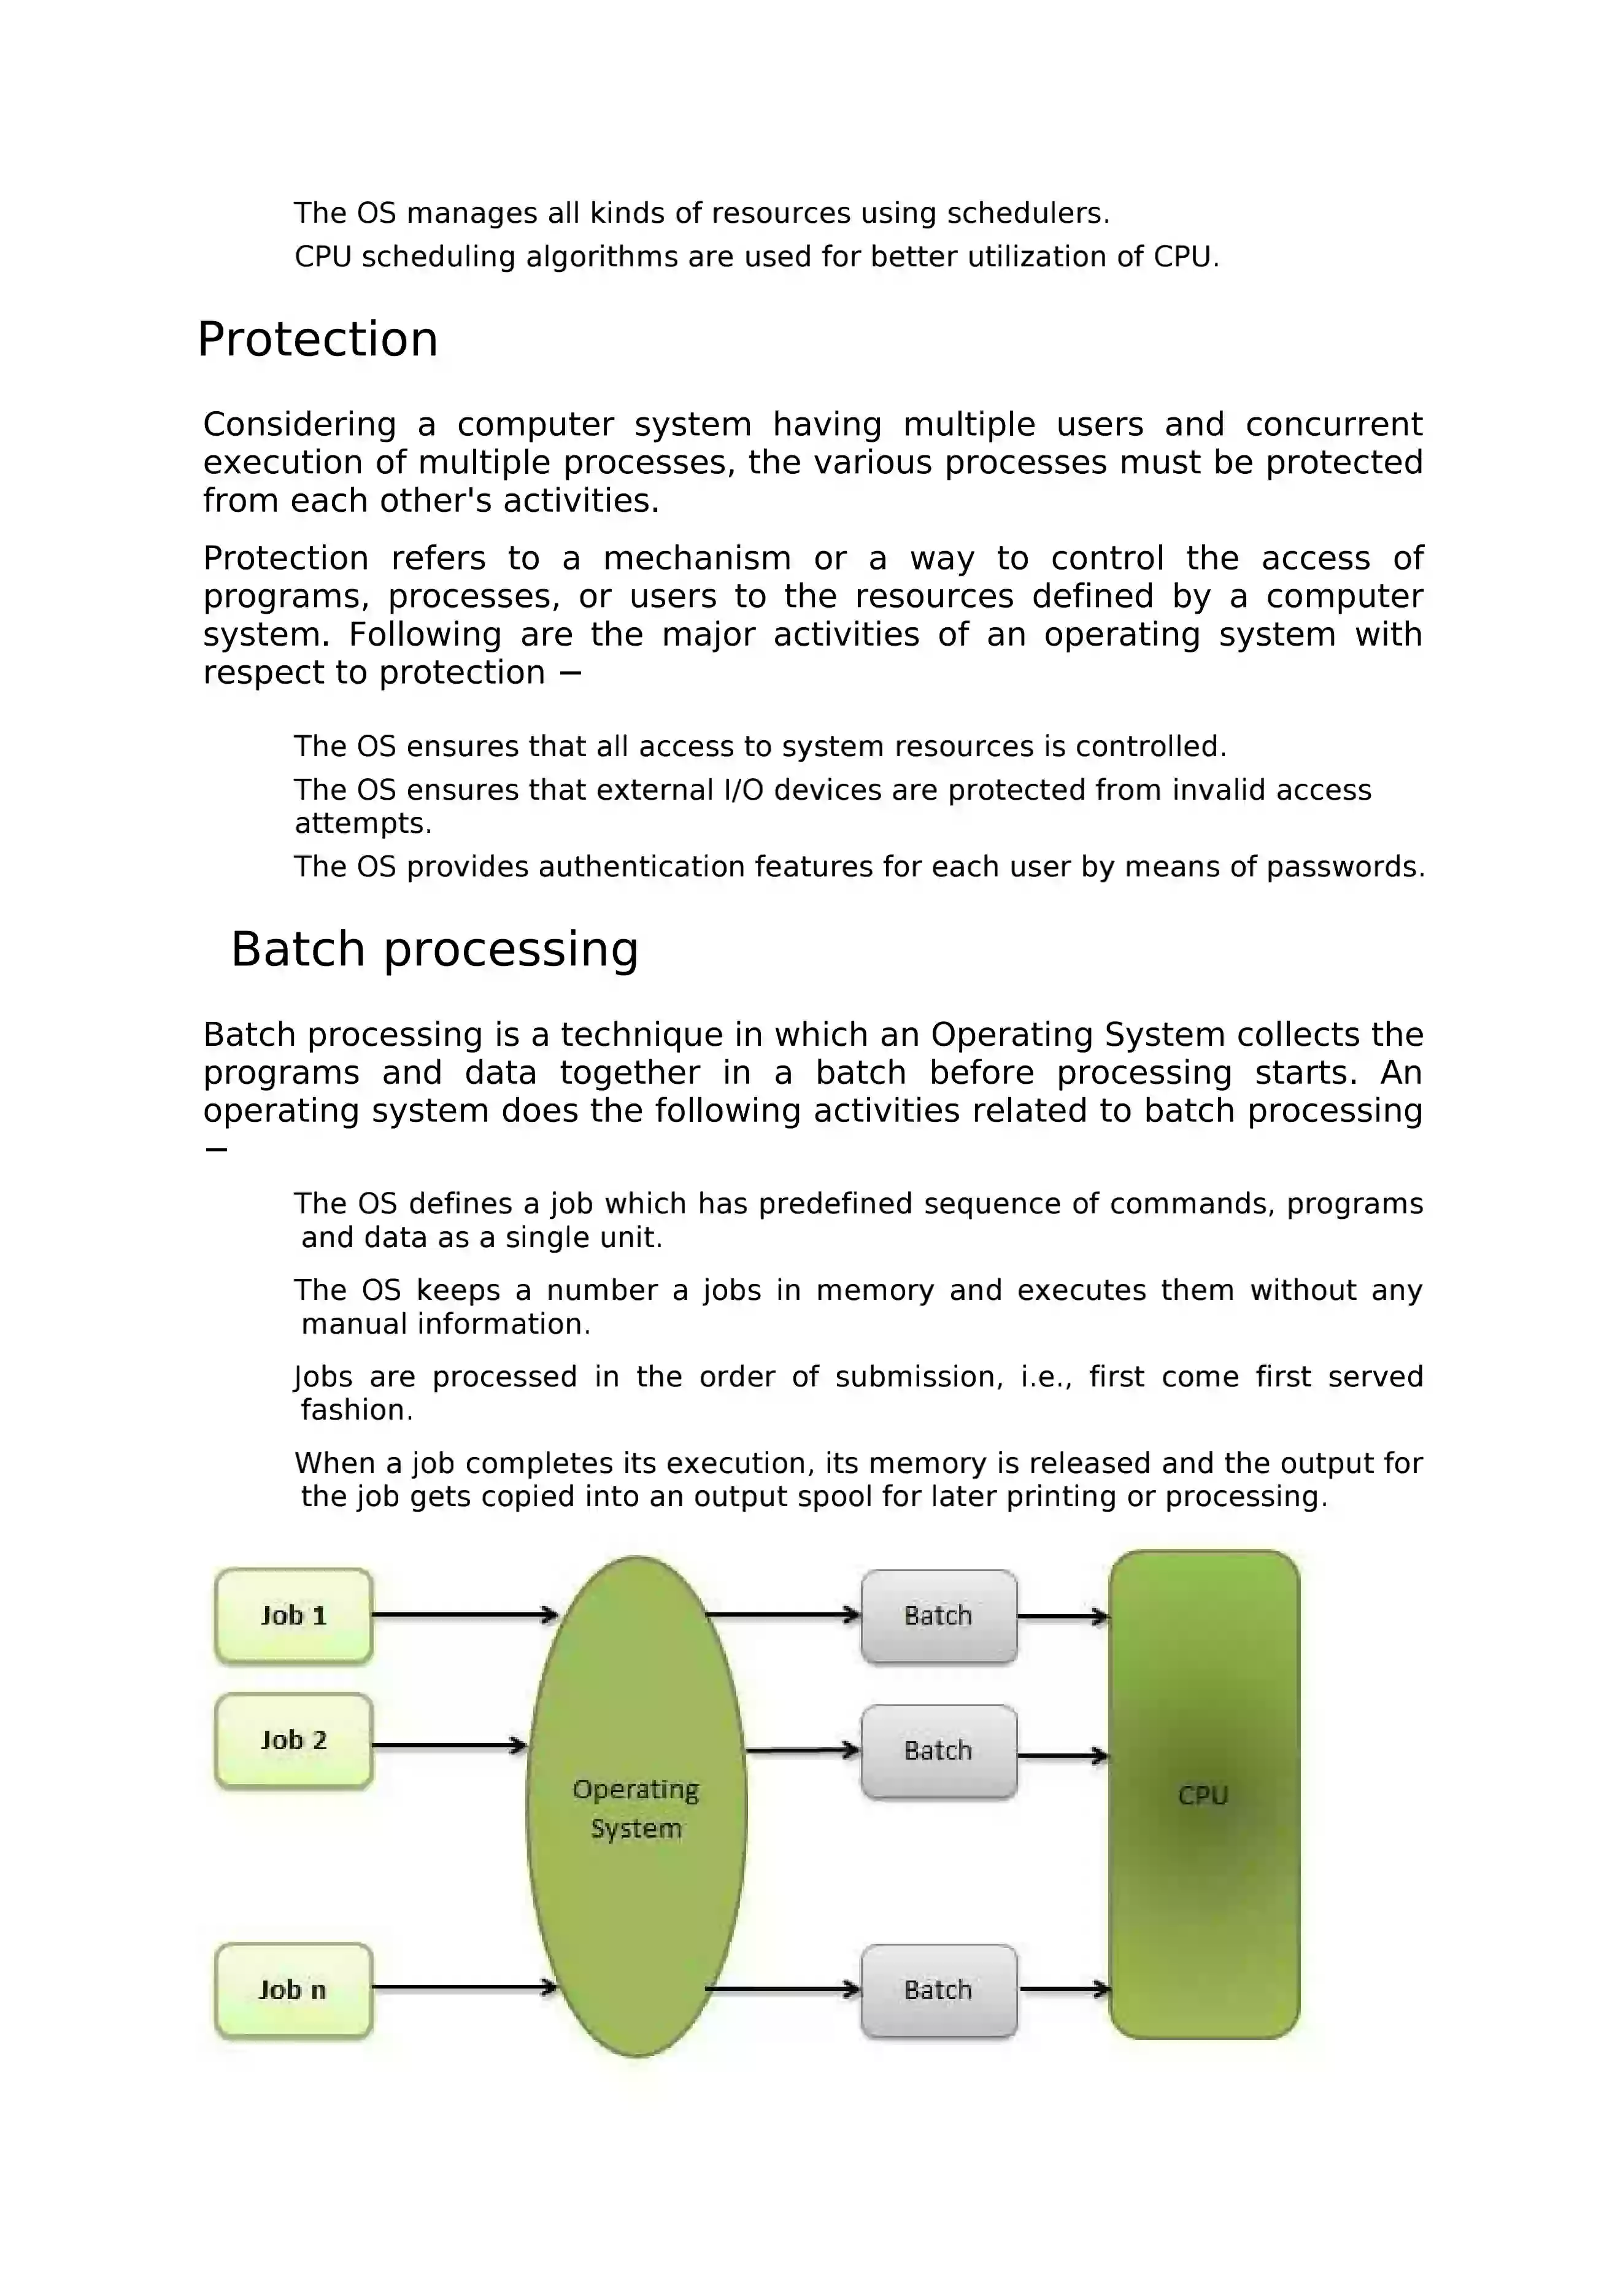 The OS manages all kinds of resources using schedulers.
CPU scheduling algorithms are used for better utilization of CPU.
Protection
Considering a computer system having multiple users and concurrent
execution of multiple processes, the various processes must be protected
from each other's activities.
Protection refers to a mechanism or a way to control the access of
programs, processes, or users to the resources defined by a computer
system. Following are the major activities of an operating system with
respect to protection −
The OS ensures that all access to system resources is controlled.
The OS ensures that external I/O devices are protected from invalid access
attempts.
The OS provides authentication features for each user by means of passwords.
Batch processing
Batch processing is a technique in which an Operating System collects the
programs and data together in a batch before processing starts. An
operating system does the following activities related to batch processing
−
The OS defines a job which has predefined sequence of commands, programs
and data as a single unit.
The OS keeps a number a jobs in memory and executes them without any
manual information.
Jobs are processed in the order of submission, i.e., first come first served
fashion.
When a job completes its execution, its memory is released and the output for
the job gets copied into an output spool for later printing or processing.
Job 1
Batch
Job 2
Batch
Operating
System
CPU
Job n
Batch